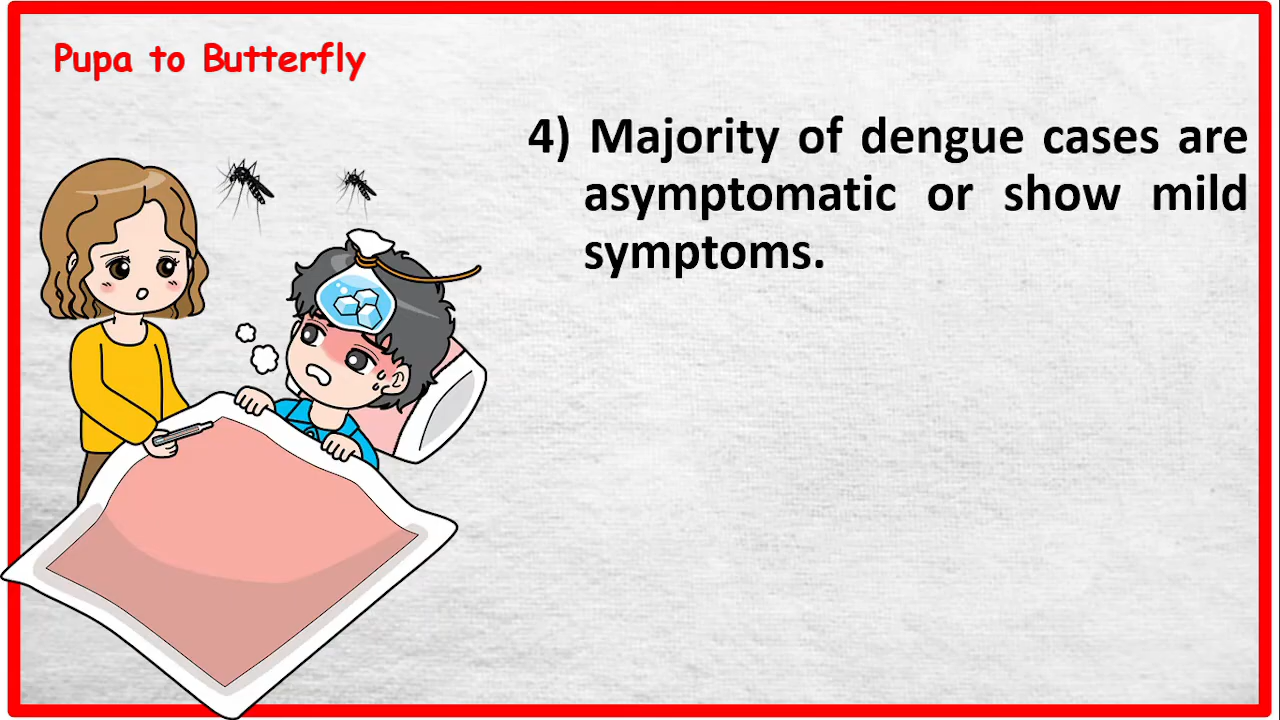 Pupa to Butterfly
4) Majority of dengue cases are
asymptomatic or show mild
symptoms.